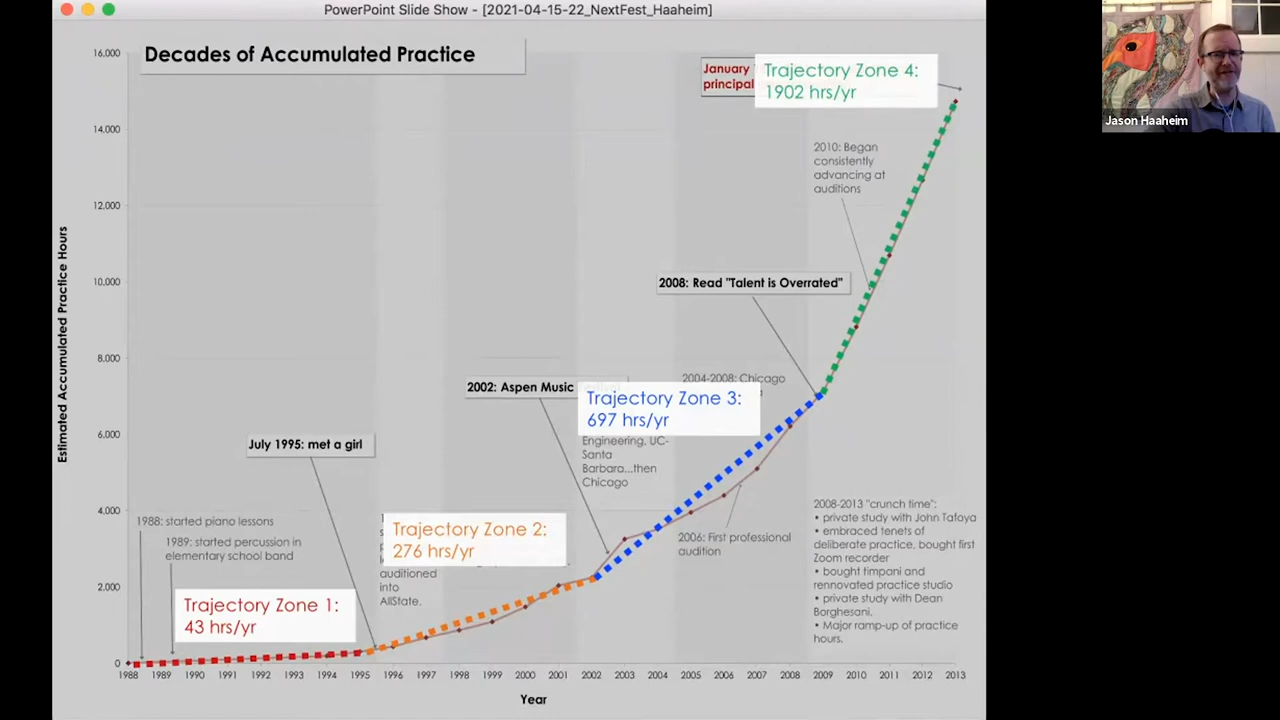 PowerPoint Slide Show - [2021-04-15-22_NextFest_Haaheim]
Decades of Accumulated Practice
16,000
14,000
12,000
10,000
8,000
6,000
4,000
2,000
0
Estimated Accumulated Practice Hours
January
principal
Trajectory Zone 4:
1902 hrs/yr
2010: Began
consistently
advancing at
auditions
2008: Read "Talent is Overrated"
2004-2008: Chicago
2002: Aspen Music
Trajectory Zone 3:
697 hrs/yr
Engineering, UC-
Santa
Barbara...then
Chicago
July 1995: met a girl
1988: started piano lessons
1989: started percussion in
elementary school band
Trajectory Zone 2:
276 hrs/yr
auditioned
into
AllState.
2006: First professional
audition
2008-2013 "crunch time":
• private study with John Tafoya
• embraced tenets of
deliberate practice, bought first
Zoom recorder
• bought timpani and
rennovated practice studio
• private study with Dean
Borghesani.
• Major ramp-up of practice
hours.
Trajectory Zone 1:
43 hrs/yr
1988 1989 1990 1991 1992 1993 1994 1995 1996 1997 1998 1999 2000 2001 2002 2003 2004 2005 2006 2007 2008 2009 2010 2011 2012 2013
Year
Jason Haaheim